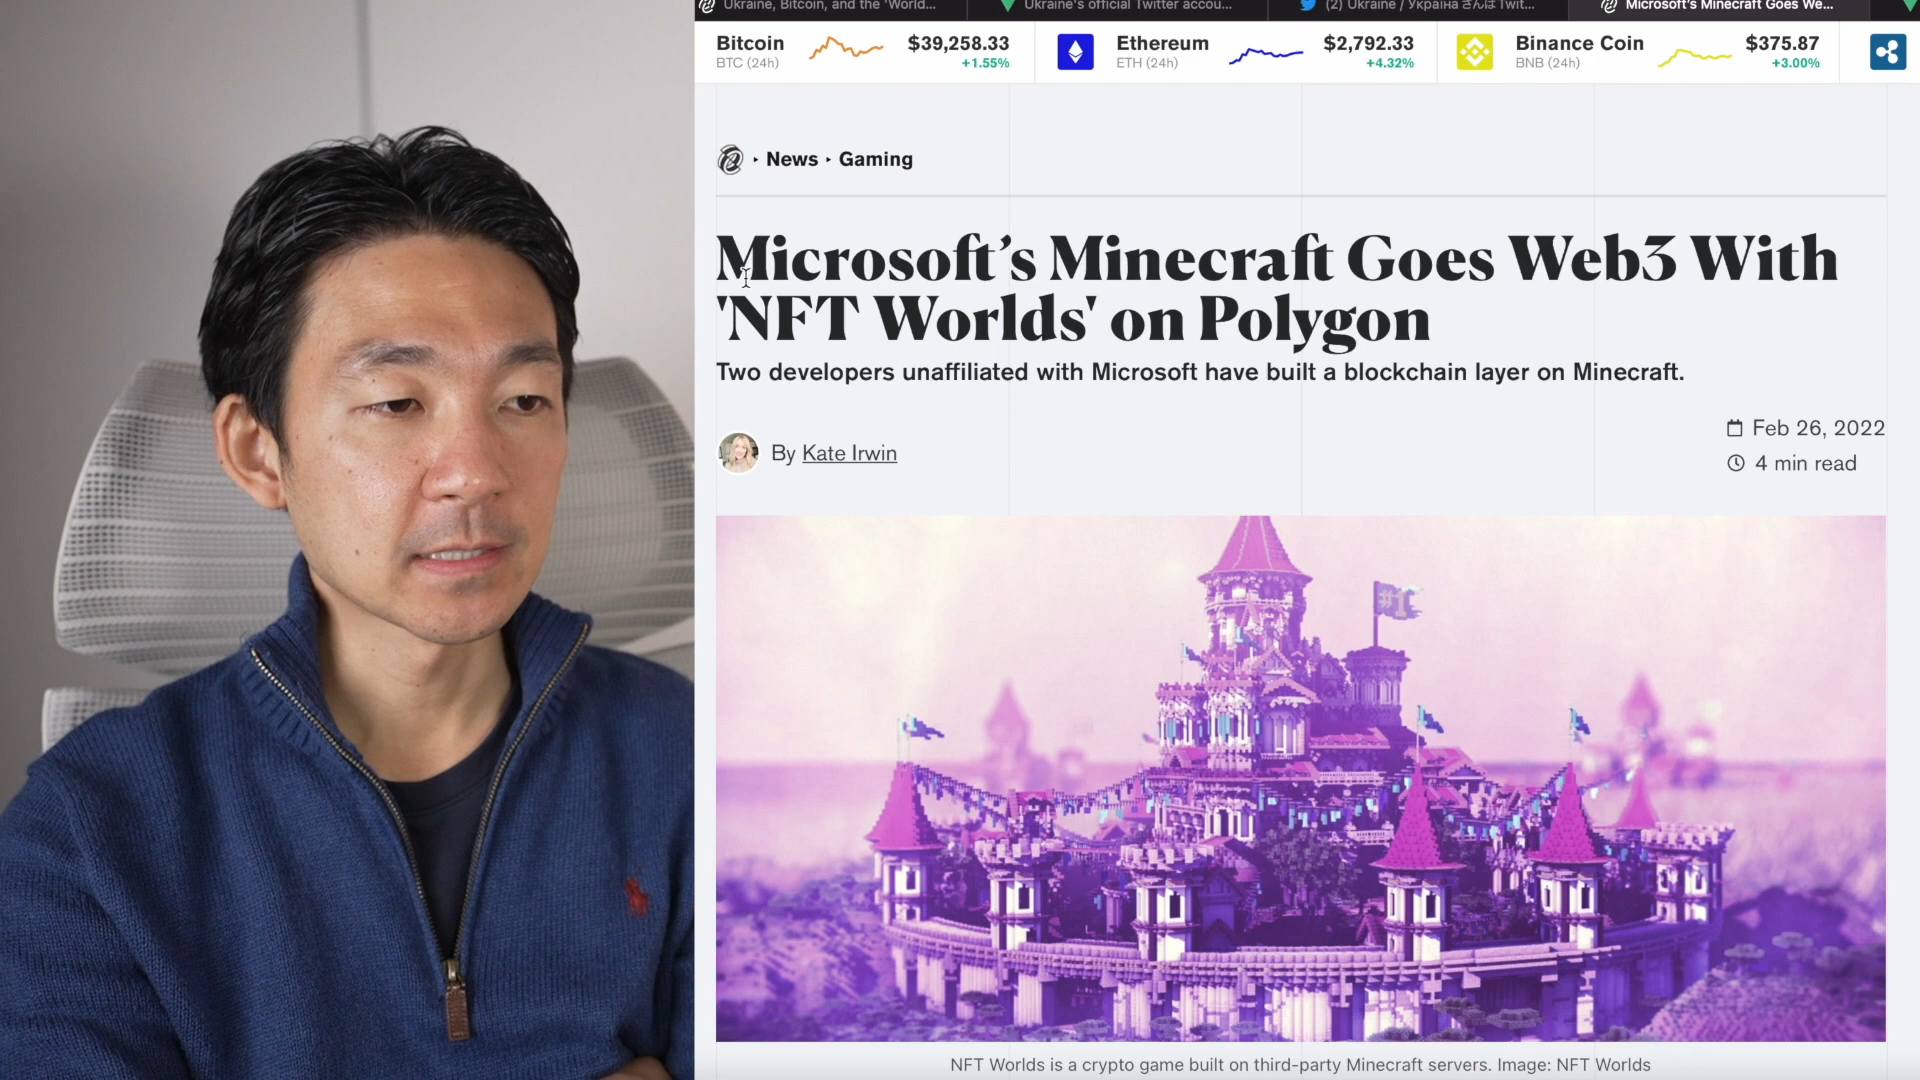 Ukraine, Bitcoin, and the 'World...
Ukraine's official Twitter accou...
(2) Ukraine / Україна さんは Twit...
Microsoft's Minecraft Goes We...
Bitcoin
BTC (24h)
$39,258.33
+1.55%
Ethereum
ETH (24h)
$2,792.33
+4.32%
Binance Coin
BNB (24h)
$375.87
+3.00%
News
Gaming
Microsoft's Minecraft Goes Web3 With
'NFT Worlds' on Polygon
Two developers unaffiliated with Microsoft have built a blockchain layer on Minecraft.
By Kate Irwin
Feb 26, 2022
4 min read
#1
NFT Worlds is a crypto game built on third-party Minecraft servers. Image: NFT Worlds